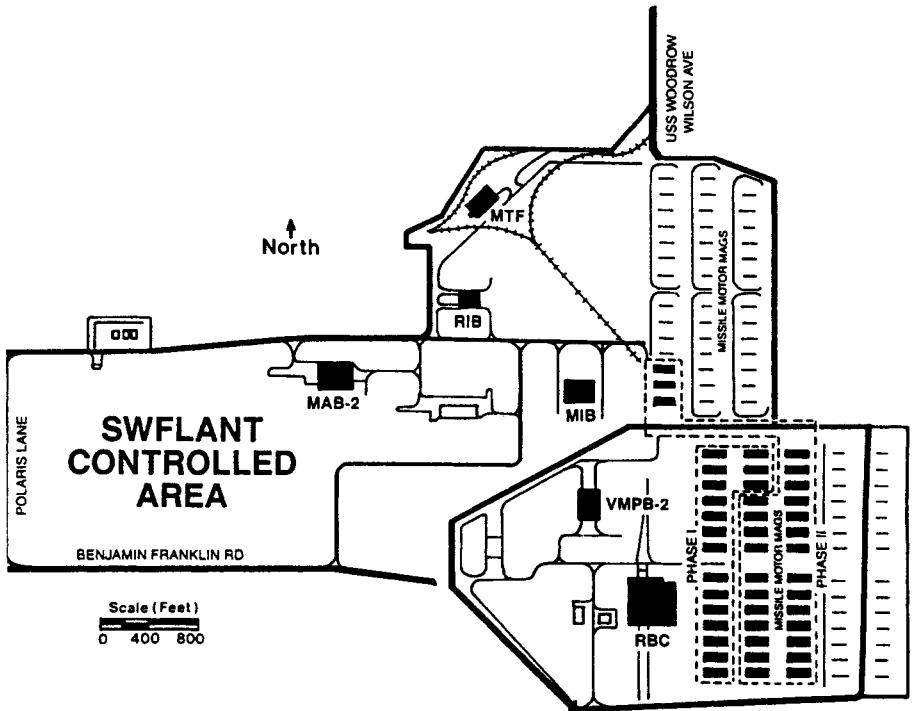 USS WOODROW
WILSON AVE
MTF
North
MISSILE MOTOR MAGS
RIB
MAB-2
MIB
POLARIS LANE
SWFLANT
CONTROLLED
AREA
VMPB-2
PHASE I
MISSILE MOTOR MAGS
PHASE II
BENJAMIN FRANKLIN RD
Scale (Feet)
0 400 800
RBC